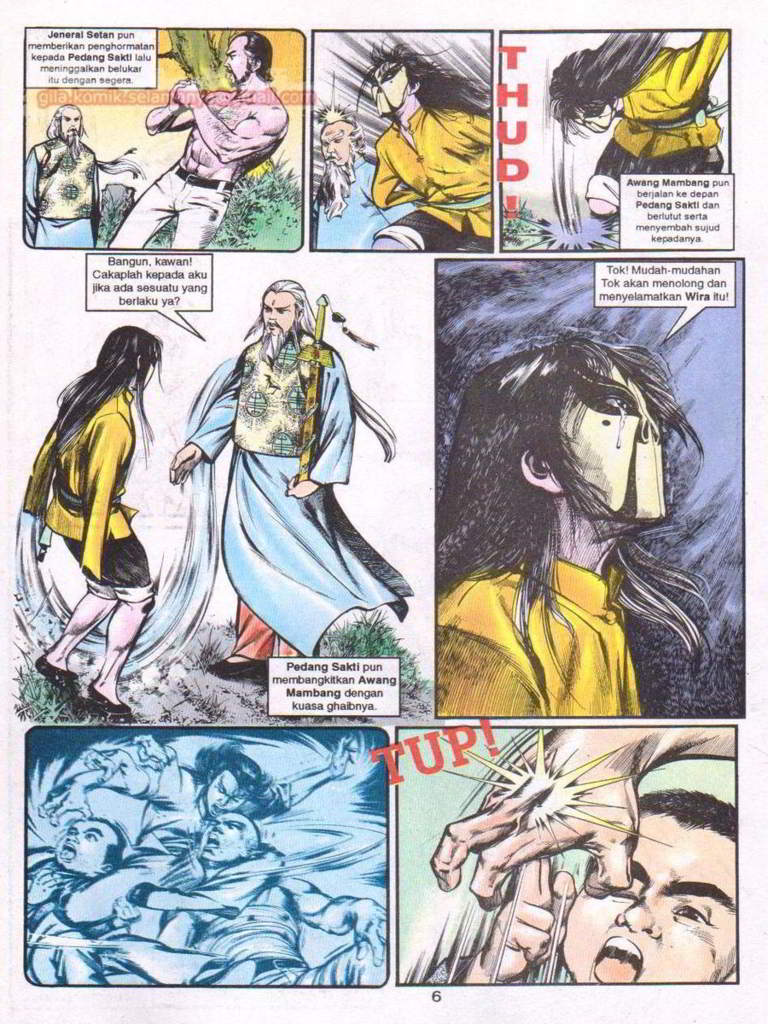 Jeneral Setan pun
memberikan penghormatan
kepada Pedang Sakti lalu
meninggalkan belukar
itu dengan segera.
THUD!
Awang Mambang pun
berjalan ke depan
Pedang Sakti dan
berlutut serta
menyembah sujud
kepadanya.
Bangun, kawan!
Cakaplah kepada aku
jika ada sesuatu yang
berlaku ya?
Tok! Mudah-mudahan
Tok akan menolong dan
menyelamatkan Wira itu!
Pedang Sakti pun
membangkitkan Awang
Mambang dengan
kuasa ghaibnya.
TUP!
6